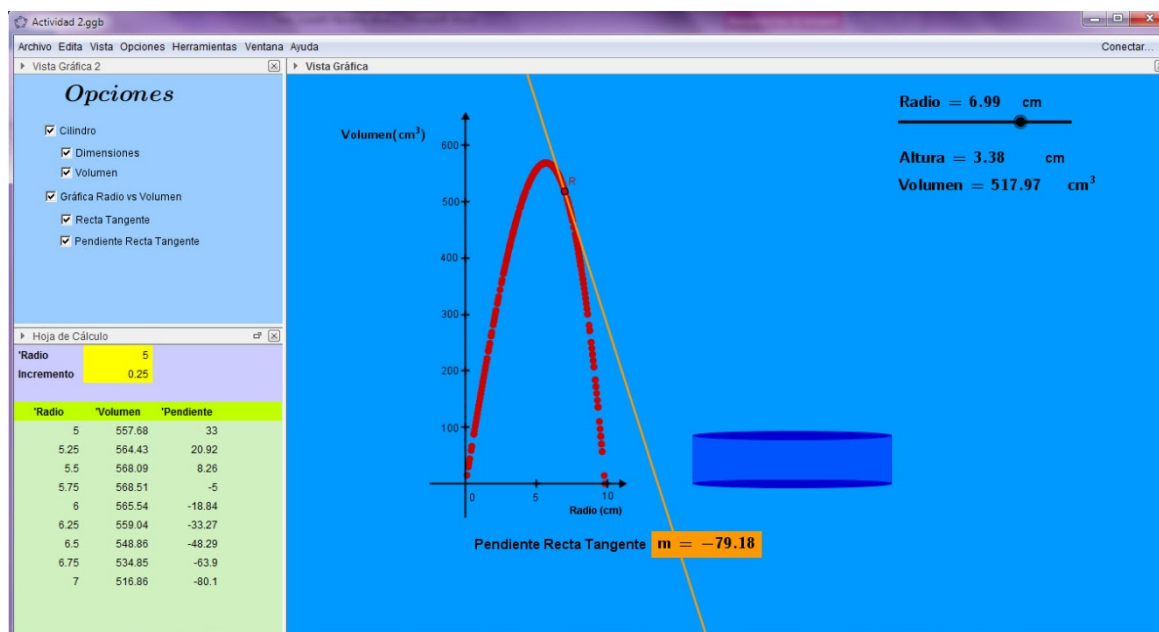 Actividad 2.ggb
Archivo Edita Vista Opciones Herramientas Ventana Ayuda Conectar...
Vista Gráfica 2
Opciones
Cilindro
Dimensiones
Volumen
Gráfica Radio vs Volumen
Recta Tangente
Pendiente Recta Tangente
Hoja de Cálculo
'Radio 5
Incremento 0.25
'Radio 'Volumen 'Pendiente
5 557.68 33
5.25 564.43 20.92
5.5 568.09 8.26
5.75 568.51 -5
6 565.54 -18.84
6.25 559.04 -33.27
6.5 548.86 -48.29
6.75 534.85 -63.9
7 516.86 -80.1
Vista Gráfica
Volumen(cm³)
600
500
400
300
200
100
0 5 10
Radio (cm)
R
Pendiente Recta Tangente m = −79.18
Radio = 6.99 cm
Altura = 3.38 cm
Volumen = 517.97 cm³